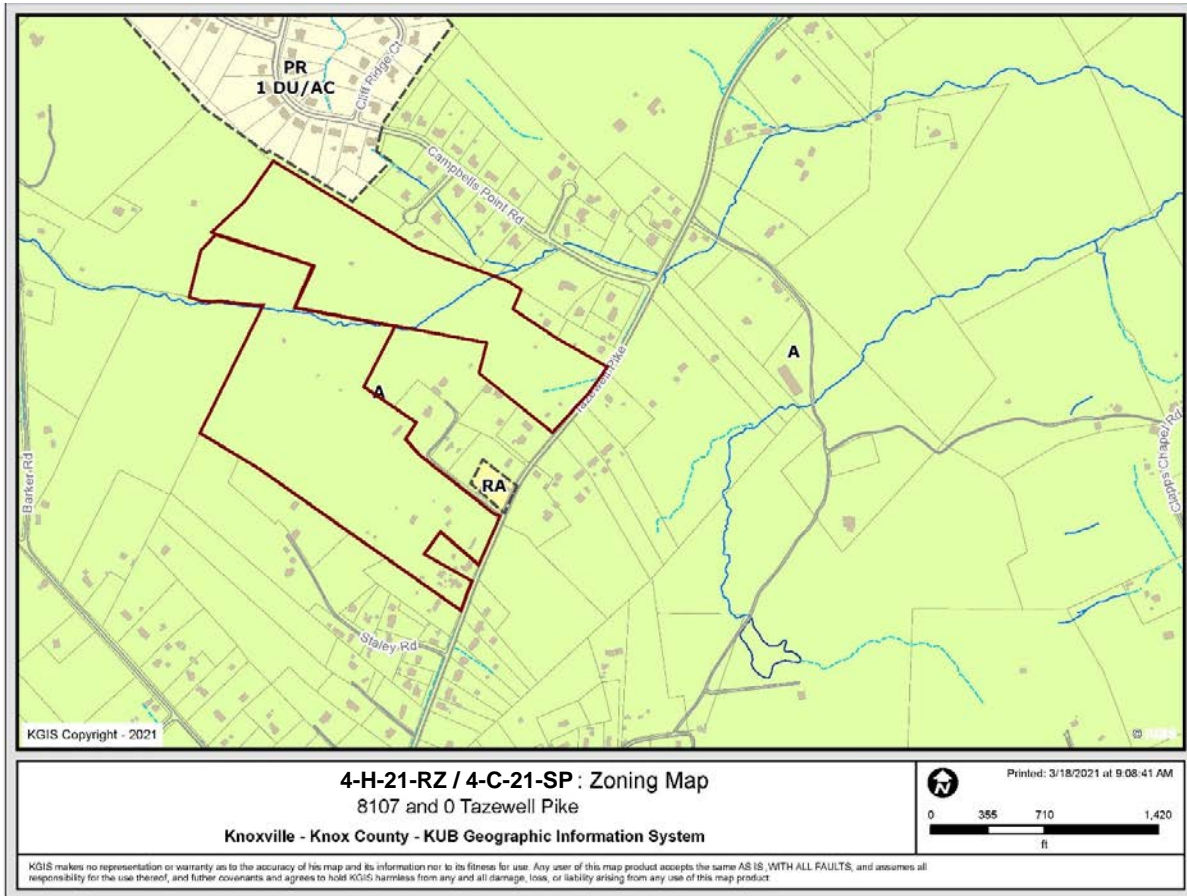 PR
1 DU/AC
Cliff Ridge Ct
Campbells Point Rd
Tazewell Pike
A
A
RA
Barker Rd
Clapps Chapel Rd
Staley Rd
KGIS Copyright - 2021
4-H-21-RZ / 4-C-21-SP : Zoning Map
8107 and 0 Tazewell Pike
Knoxville - Knox County - KUB Geographic Information System
N
Printed: 3/18/2021 at 9:08:41 AM
0 355 710 1,420
ft
KGIS makes no representation or warranty as to the accuracy of his map and its information nor to its fitness for use. Any user of this map product accepts the same AS IS ,WITH ALL FAULTS, and assumes all
responsibility for the use thereof, and futher covenants and agrees to hold KGIS harmless from any and all damage, loss, or liability arising from any use of this map product.